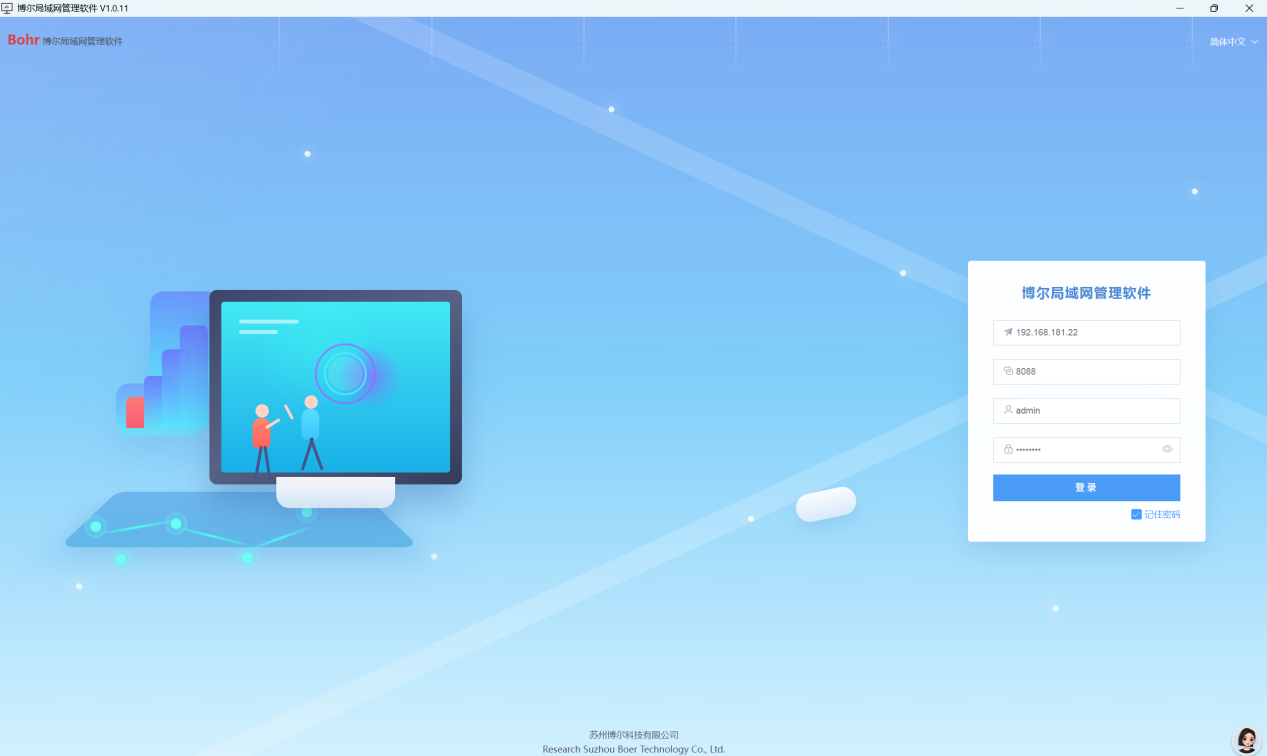 博尔局域网管理软件 V1.0.11
Bohr 博尔局域网管理软件
简体中文
博尔局域网管理软件
192.168.181.22
8088
admin
••••••••
登 录
记住密码
苏州博尔科技有限公司
Research Suzhou Boer Technology Co., Ltd.